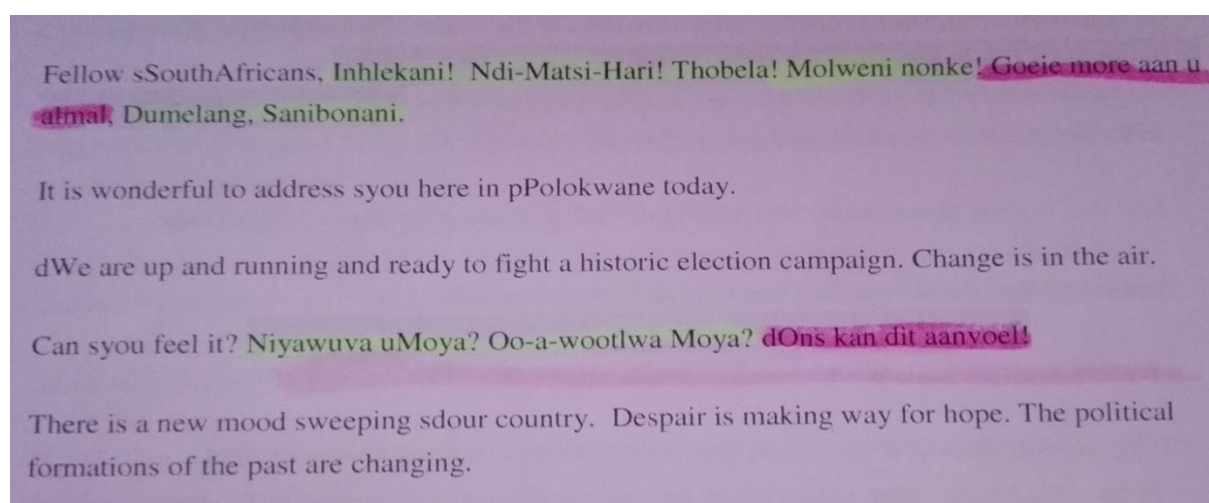 Fellow sSouthAfricans, Inhlekani!  Ndi-Matsi-Hari! Thobela! Molweni nonke! Goeie more aan u
almal, Dumelang, Sanibonani.
It is wonderful to address syou here in pPolokwane today.
dWe are up and running and ready to fight a historic election campaign. Change is in the air.
Can syou feel it? Niyawuva uMoya? Oo-a-wootlwa Moya? dOns kan dit aanvoel!
There is a new mood sweeping sdour country.  Despair is making way for hope. The political
formations of the past are changing.